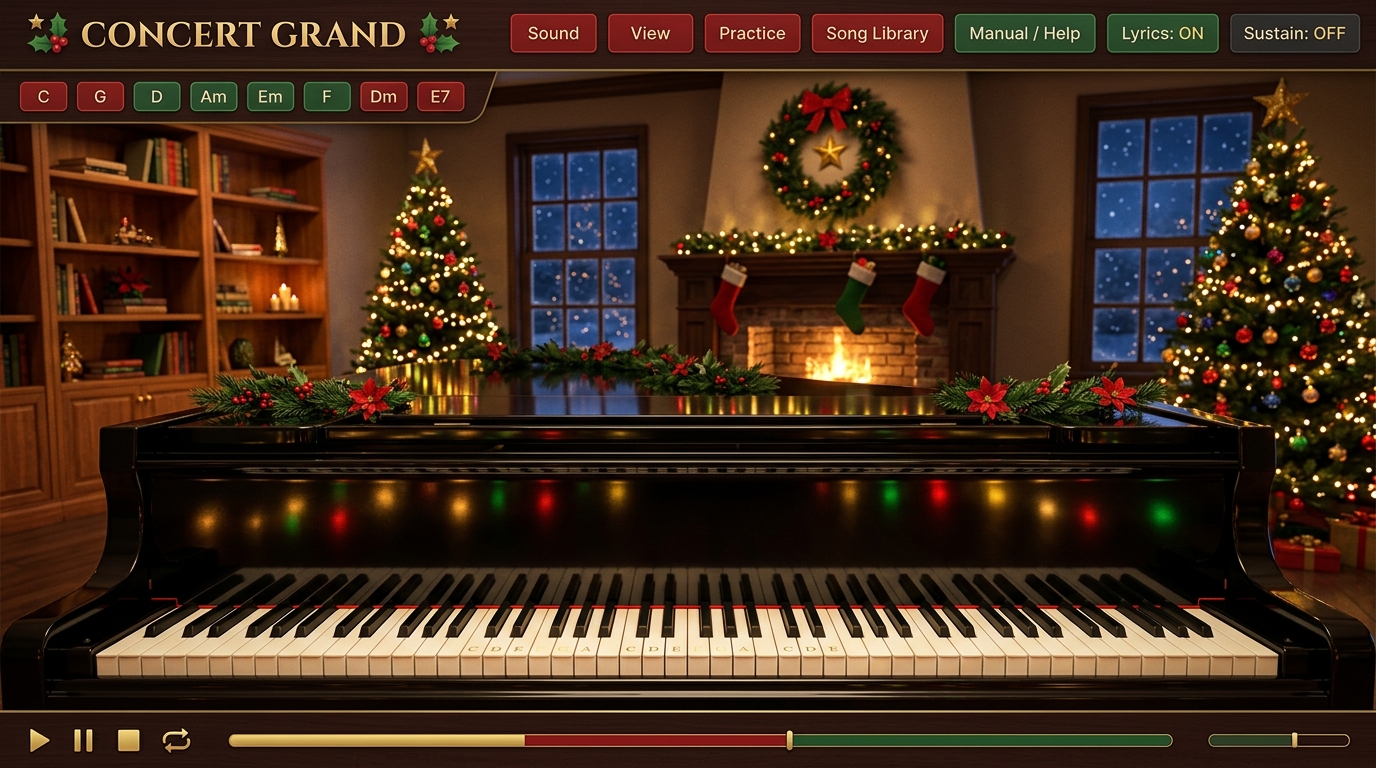 CONCERT GRAND
Sound
View
Practice
Song Library
Manual / Help
Lyrics: ON
Sustain: OFF
C
G
D
Am
Em
F
Dm
E7